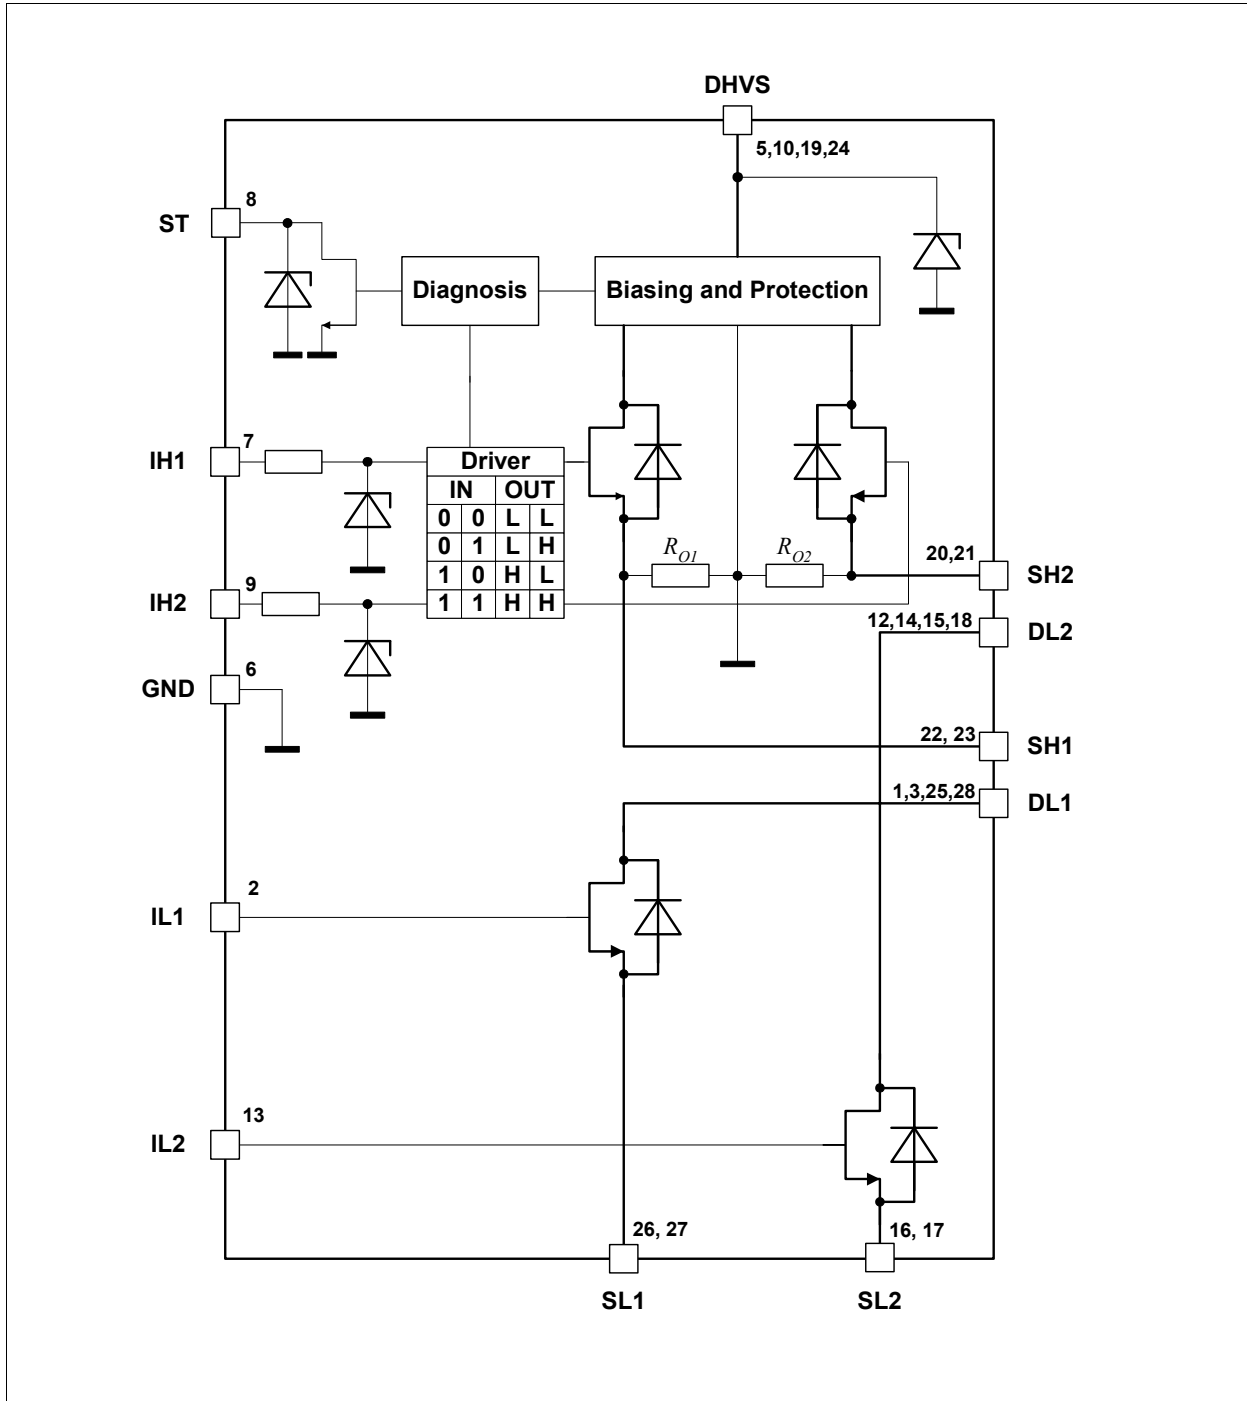 DHVS
5,10,19,24
8
ST
Diagnosis
Biasing and Protection
7
IH1
Driver
IN OUT
0 0 L L
0 1 L H
1 0 H L
1 1 H H
RO1
RO2
20,21
SH2
9
IH2
12,14,15,18
DL2
6
GND
22, 23
SH1
1,3,25,28
DL1
2
IL1
13
IL2
26, 27
16, 17
SL1
SL2